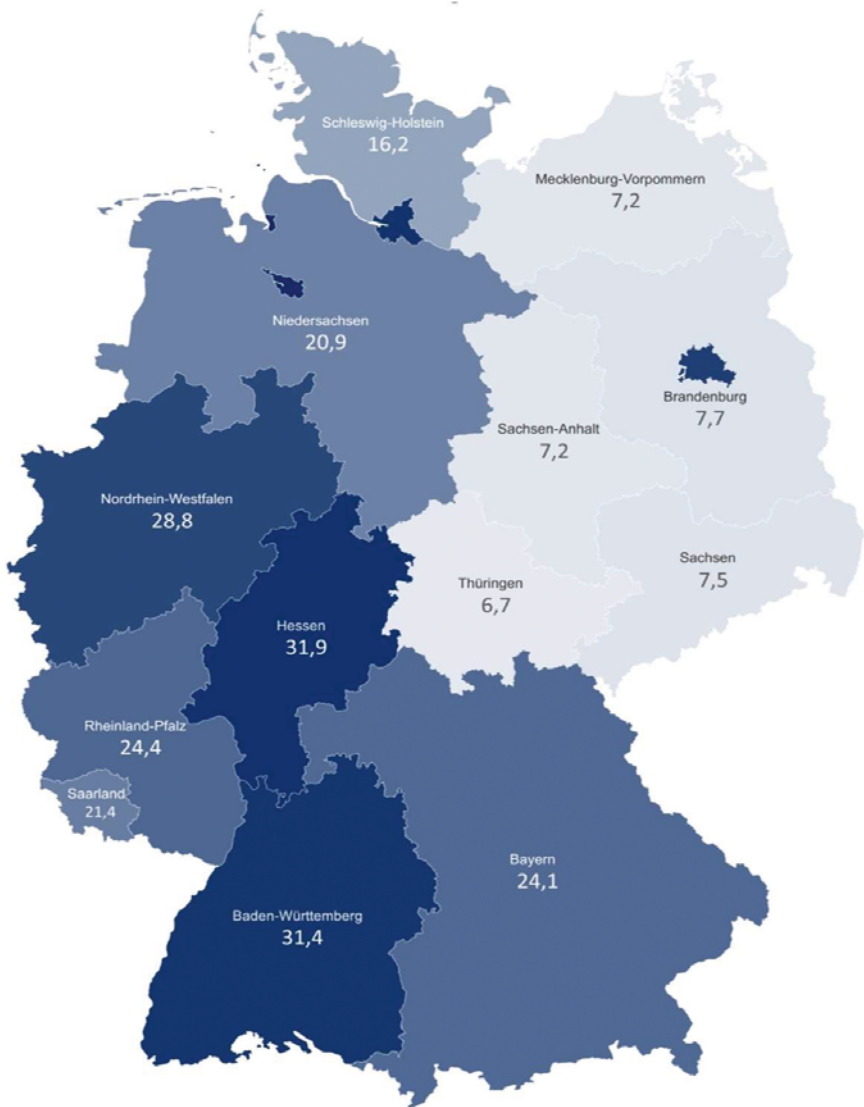 Schleswig-Holstein
16,2
Mecklenburg-Vorpommern
7,2
Niedersachsen
20,9
Brandenburg
7,7
Sachsen-Anhalt
7,2
Nordrhein-Westfalen
28,8
Sachsen
7,5
Thüringen
6,7
Hessen
31,9
Rheinland-Pfalz
24,4
Saarland
21,4
Bayern
24,1
Baden-Württemberg
31,4